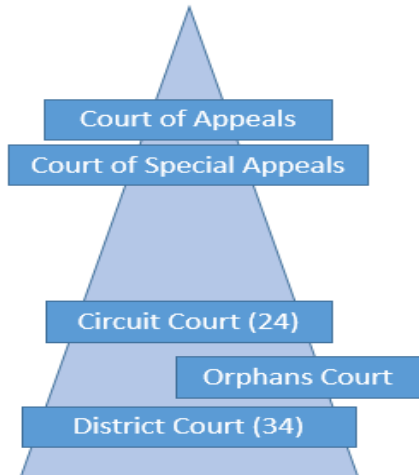 Court of Appeals
Court of Special Appeals
Circuit Court (24)
Orphans Court
District Court (34)